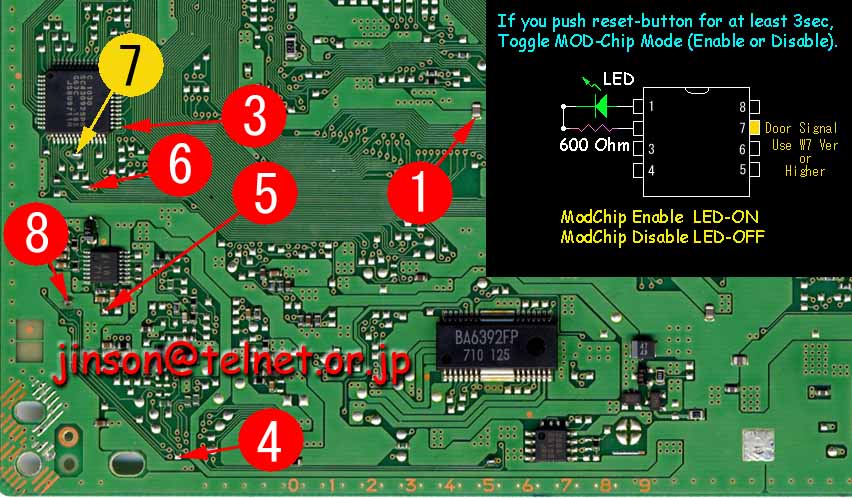 If you push reset-button for at least 3sec,
Toggle MOD-Chip Mode (Enable or Disable).
LED
600 Ohm
1
3
4
8
7
6
5
Door Signal
Use W7 Ver
or
Higher
ModChip Enable LED-ON
ModChip Disable LED-OFF
7
3
1
6
5
8
jinson@telnet.or.jp
BA6392FP
710 125
4
0 1 2 3 4 5 6 7 8 9